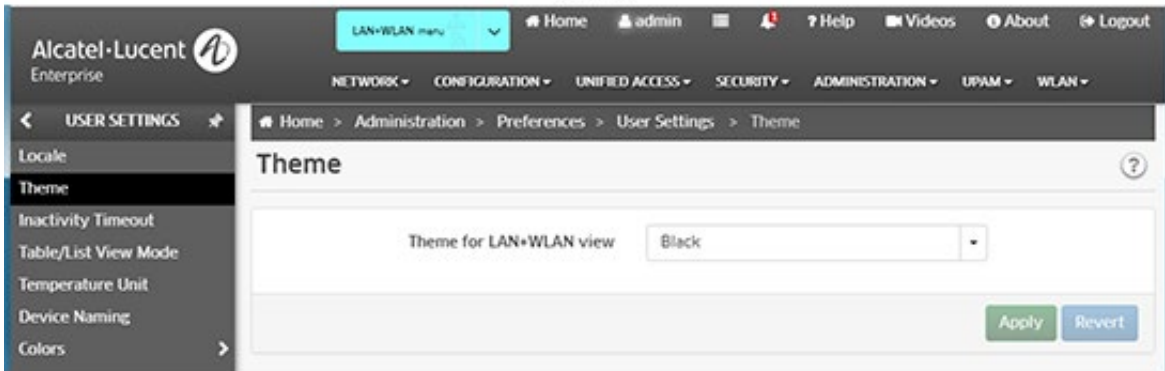 Alcatel·Lucent
Enterprise
LAN+WLAN menu
Home admin ? Help Videos About Logout
NETWORK CONFIGURATION UNIFIED ACCESS SECURITY ADMINISTRATION UPAM WLAN
USER SETTINGS
Home > Administration > Preferences > User Settings > Theme
Locale
Theme
Inactivity Timeout
Table/List View Mode
Temperature Unit
Device Naming
Colors
Theme
?
Theme for LAN+WLAN view Black
Apply Revert